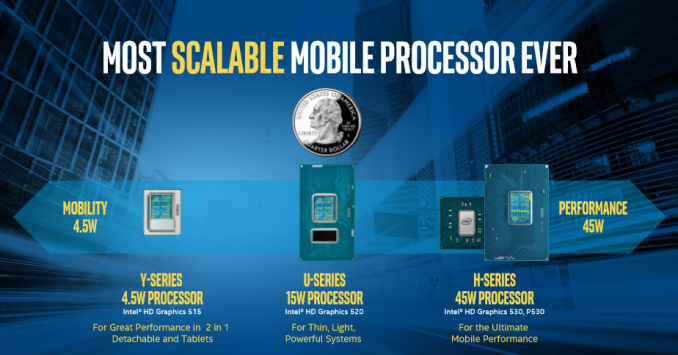 MOST SCALABLE MOBILE PROCESSOR EVER
UNITED STATES OF AMERICA
LIBERTY
QUARTER DOLLAR
MOBILITY
4.5W
PERFORMANCE
45W
Y-SERIES
4.5W PROCESSOR
Intel® HD Graphics 515
For Great Performance in 2 in 1
Detachable and Tablets
U-SERIES
15W PROCESSOR
Intel® HD Graphics 520
For Thin, Light,
Powerful Systems
intel
H-SERIES
45W PROCESSOR
Intel® HD Graphics 530, P530
For the Ultimate
Mobile Performance